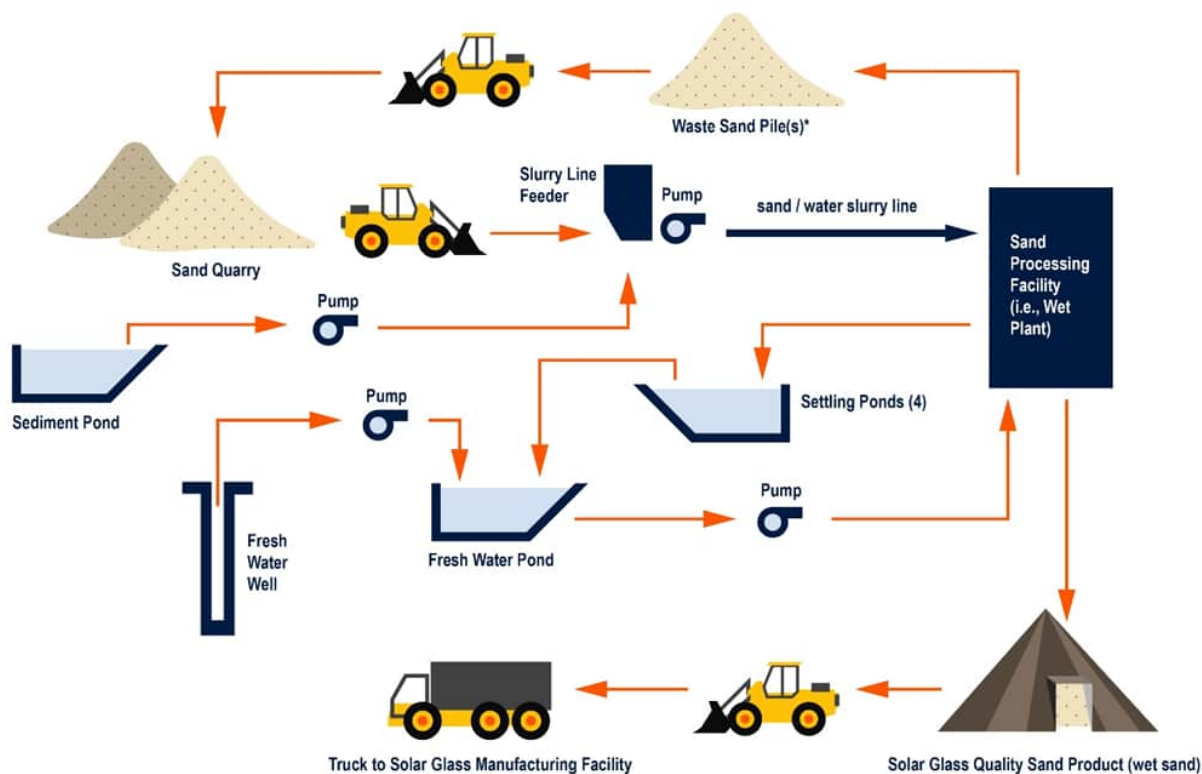 Waste Sand Pile(s)*
Slurry Line
Feeder
Pump
sand / water slurry line
Sand
Processing
Facility
(i.e., Wet
Plant)
Sand Quarry
Pump
Sediment Pond
Pump
Settling Ponds (4)
Fresh
Water
Well
Fresh Water Pond
Pump
Truck to Solar Glass Manufacturing Facility
Solar Glass Quality Sand Product (wet sand)